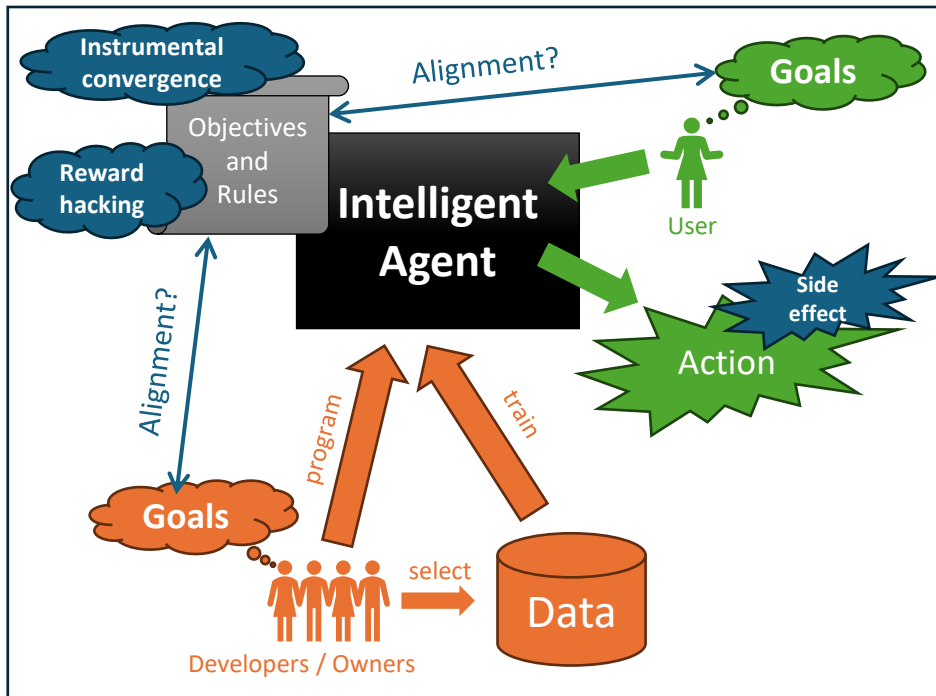 Instrumental
convergence
Alignment?
Goals
Objectives
and
Rules
Reward
hacking
Intelligent
Agent
User
Side
effect
Action
Alignment?
program
train
Goals
select
Data
Developers / Owners